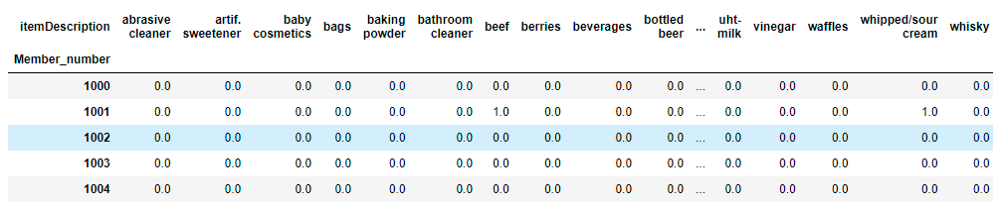 itemDescription abrasive cleaner artif. sweetener baby cosmetics bags baking powder bathroom cleaner beef berries beverages bottled beer ... uht-milk vinegar waffles whipped/sour cream whisky
Member_number
1000 0.0 0.0 0.0 0.0 0.0 0.0 0.0 0.0 0.0 0.0 ... 0.0 0.0 0.0 0.0 0.0
1001 0.0 0.0 0.0 0.0 0.0 0.0 1.0 0.0 0.0 0.0 ... 0.0 0.0 0.0 1.0 0.0
1002 0.0 0.0 0.0 0.0 0.0 0.0 0.0 0.0 0.0 0.0 ... 0.0 0.0 0.0 0.0 0.0
1003 0.0 0.0 0.0 0.0 0.0 0.0 0.0 0.0 0.0 0.0 ... 0.0 0.0 0.0 0.0 0.0
1004 0.0 0.0 0.0 0.0 0.0 0.0 0.0 0.0 0.0 0.0 ... 0.0 0.0 0.0 0.0 0.0